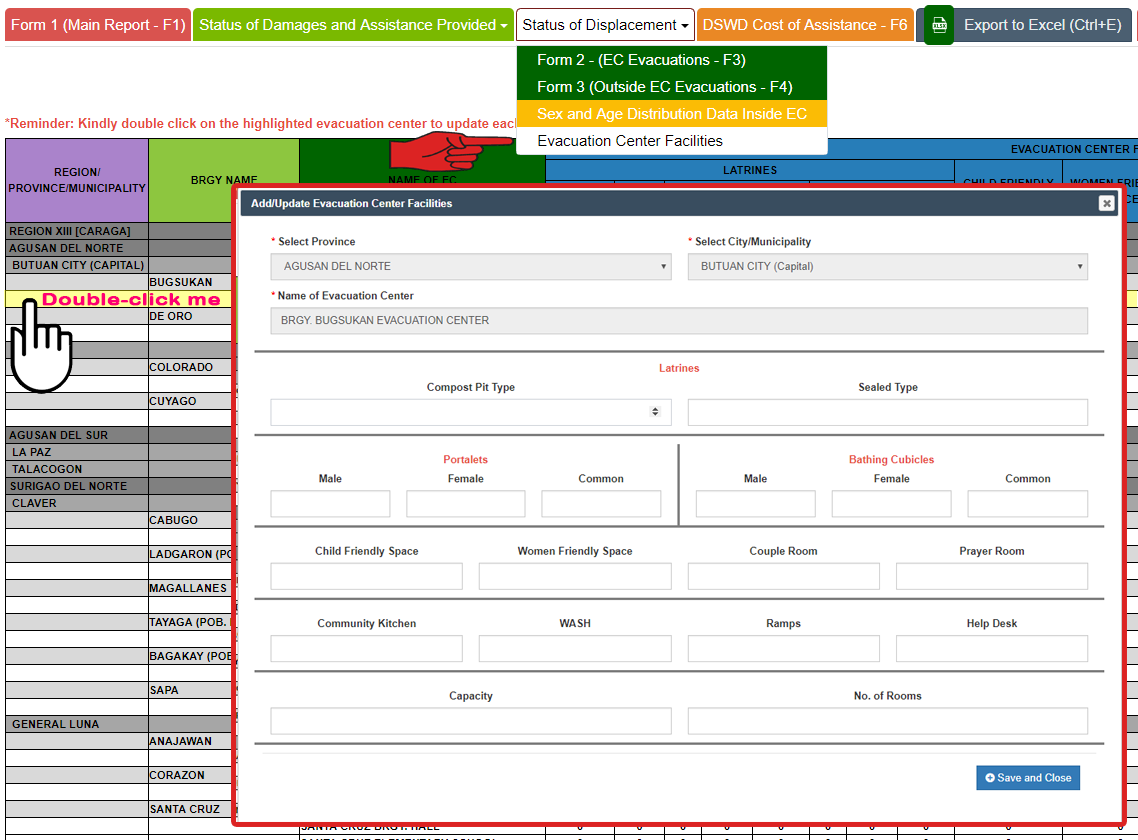 Form 1 (Main Report - F1)
Status of Damages and Assistance Provided
Status of Displacement
DSWD Cost of Assistance - F6
Export to Excel (Ctrl+E)
Form 2 - (EC Evacuations - F3)
Form 3 (Outside EC Evacuations - F4)
Sex and Age Distribution Data Inside EC
Evacuation Center Facilities
*Reminder: Kindly double click on the highlighted evacuation center to update
REGION/
PROVINCE/MUNICIPALITY
BRGY NAME
NAME OF EC
EVACUATION CENTER F
LATRINES
CHILD FRIENDLY
WOMEN FRIE
REGION XIII [CARAGA]
AGUSAN DEL NORTE
BUTUAN CITY (CAPITAL)
BUGSUKAN
Double-click me
DE ORO
COLORADO
CUYAGO
AGUSAN DEL SUR
LA PAZ
TALACOGON
SURIGAO DEL NORTE
CLAVER
CABUGO
LADGARON (PO
MAGALLANES
TAYAGA (POB.
BAGAKAY (POB
SAPA
GENERAL LUNA
ANAJAWAN
CORAZON
SANTA CRUZ
Add/Update Evacuation Center Facilities
* Select Province
* Select City/Municipality
AGUSAN DEL NORTE
BUTUAN CITY (Capital)
* Name of Evacuation Center
BRGY. BUGSUKAN EVACUATION CENTER
Latrines
Compost Pit Type
Sealed Type
Portalets
Bathing Cubicles
Male
Female
Common
Male
Female
Common
Child Friendly Space
Women Friendly Space
Couple Room
Prayer Room
Community Kitchen
WASH
Ramps
Help Desk
Capacity
No. of Rooms
Save and Close
SANTA CRUZ BRGY. HALL